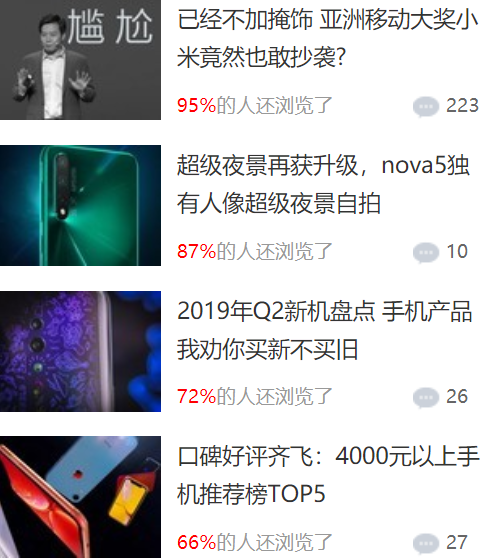 尴尬
已经不加掩饰 亚洲移动大奖小
米竟然也敢抄袭?
95%的人还浏览了 223
超级夜景再获升级，nova5独
有人像超级夜景自拍
87%的人还浏览了 10
2019年Q2新机盘点 手机产品
我劝你买新不买旧
72%的人还浏览了 26
口碑好评齐飞：4000元以上手
机推荐榜TOP5
66%的人还浏览了 27